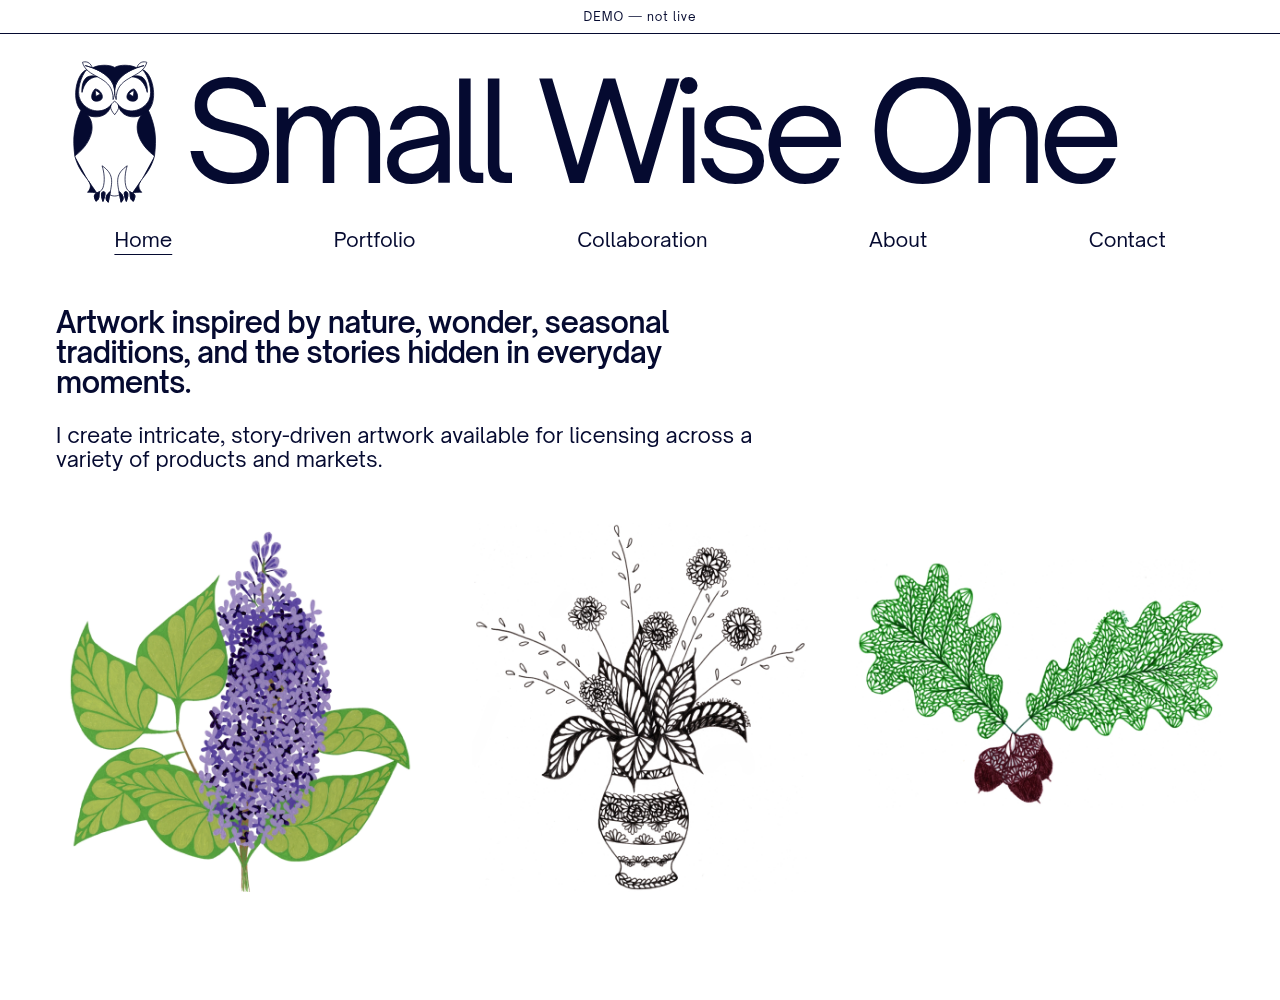 DEMO — not live
Small Wise One
Home Portfolio Collaboration About Contact
Artwork inspired by nature, wonder, seasonal
traditions, and the stories hidden in everyday
moments.
I create intricate, story-driven artwork available for licensing across a
variety of products and markets.